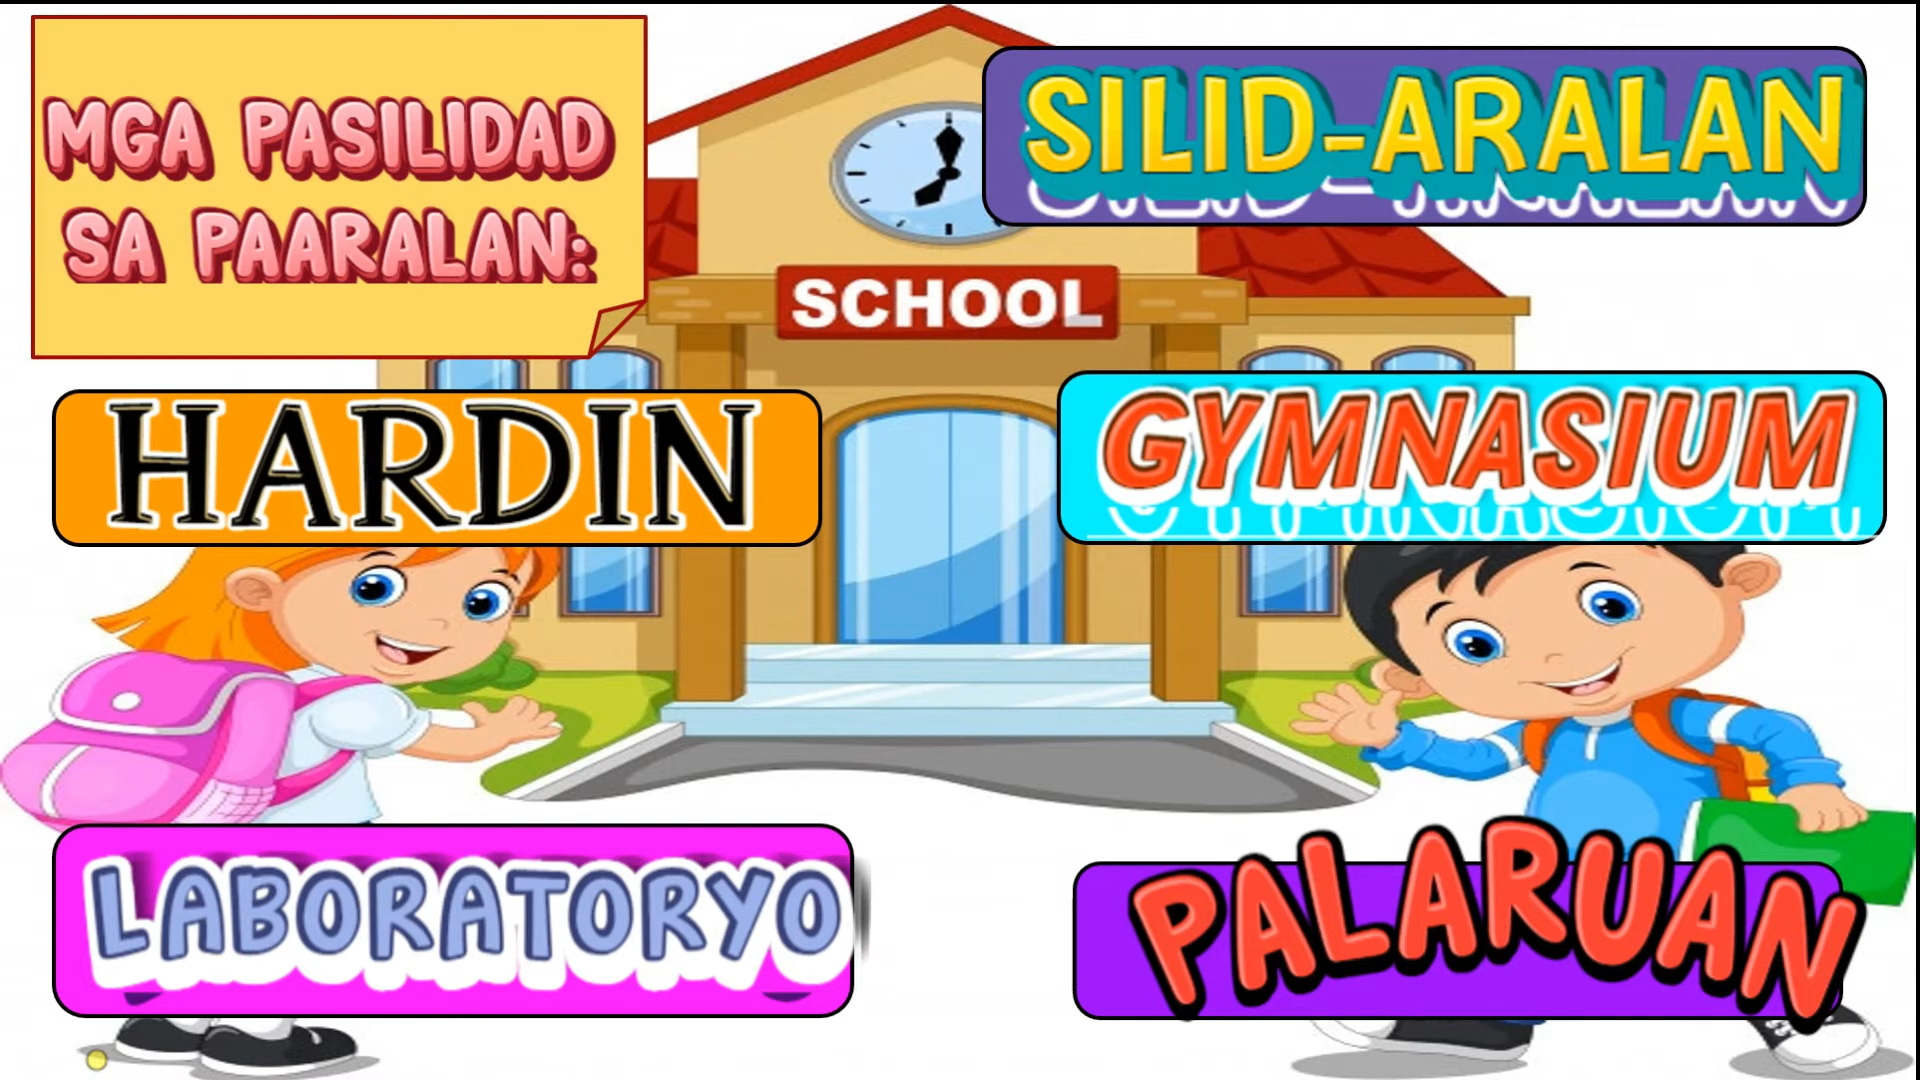 MGA PASILIDAD
SA PAARALAN:
SILID-ARALAN
SCHOOL
HARDIN
GYMNASIUM
LABORATORYO
PALARUAN